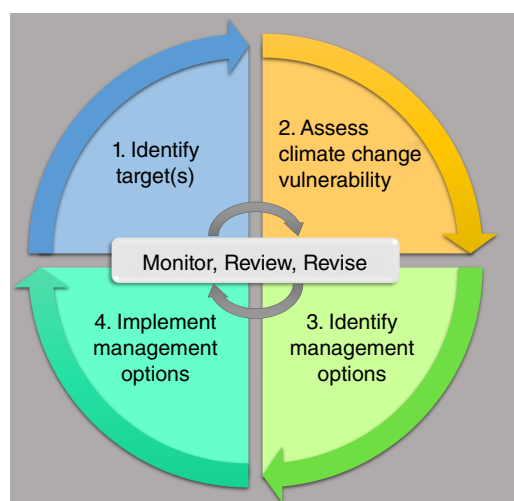 1. Identify
target(s)
2. Assess
climate change
vulnerability
Monitor, Review, Revise
4. Implement
management
options
3. Identify
management
options